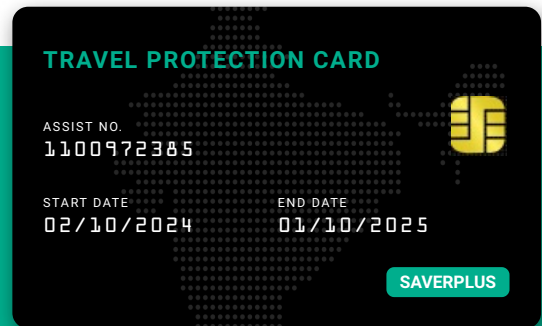 TRAVEL PROTECTION CARD
ASSIST NO.
1100972385
START DATE
02/10/2024
END DATE
01/10/2025
SAVERPLUS